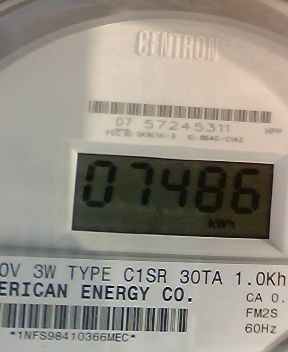 CENTRON®
07 57245311 HPP
07486
kWh
0V 3W TYPE C1SR 30TA 1.0Kh
ERICAN ENERGY CO. CA 0.
FM2S
*1NFS98410366MEC* 60Hz